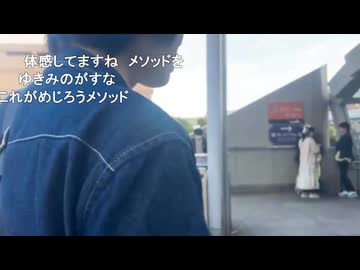 体感してますね　メソッドを
ゆきみのがすな
これがめじろうメソッド